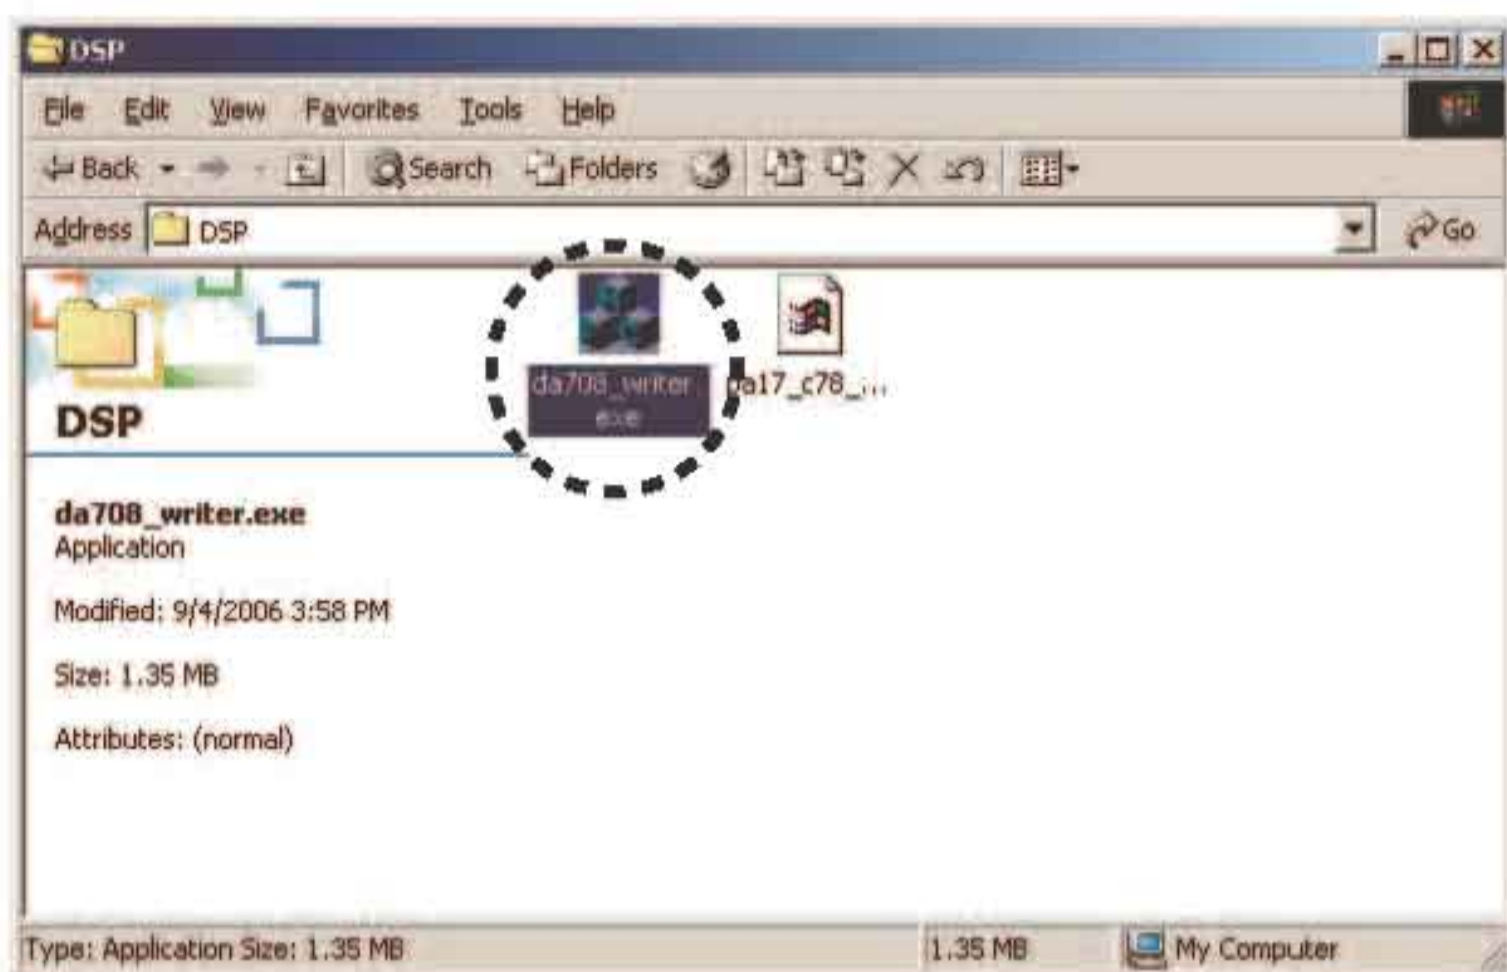 DSP
File Edit View Favorites Tools Help
Back Search Folders
Address DSP Go
da708_writer.exe
pa17_c78_...
DSP
da708_writer.exe
Application
Modified: 9/4/2006 3:58 PM
Size: 1.35 MB
Attributes: (normal)
Type: Application Size: 1.35 MB 1.35 MB My Computer